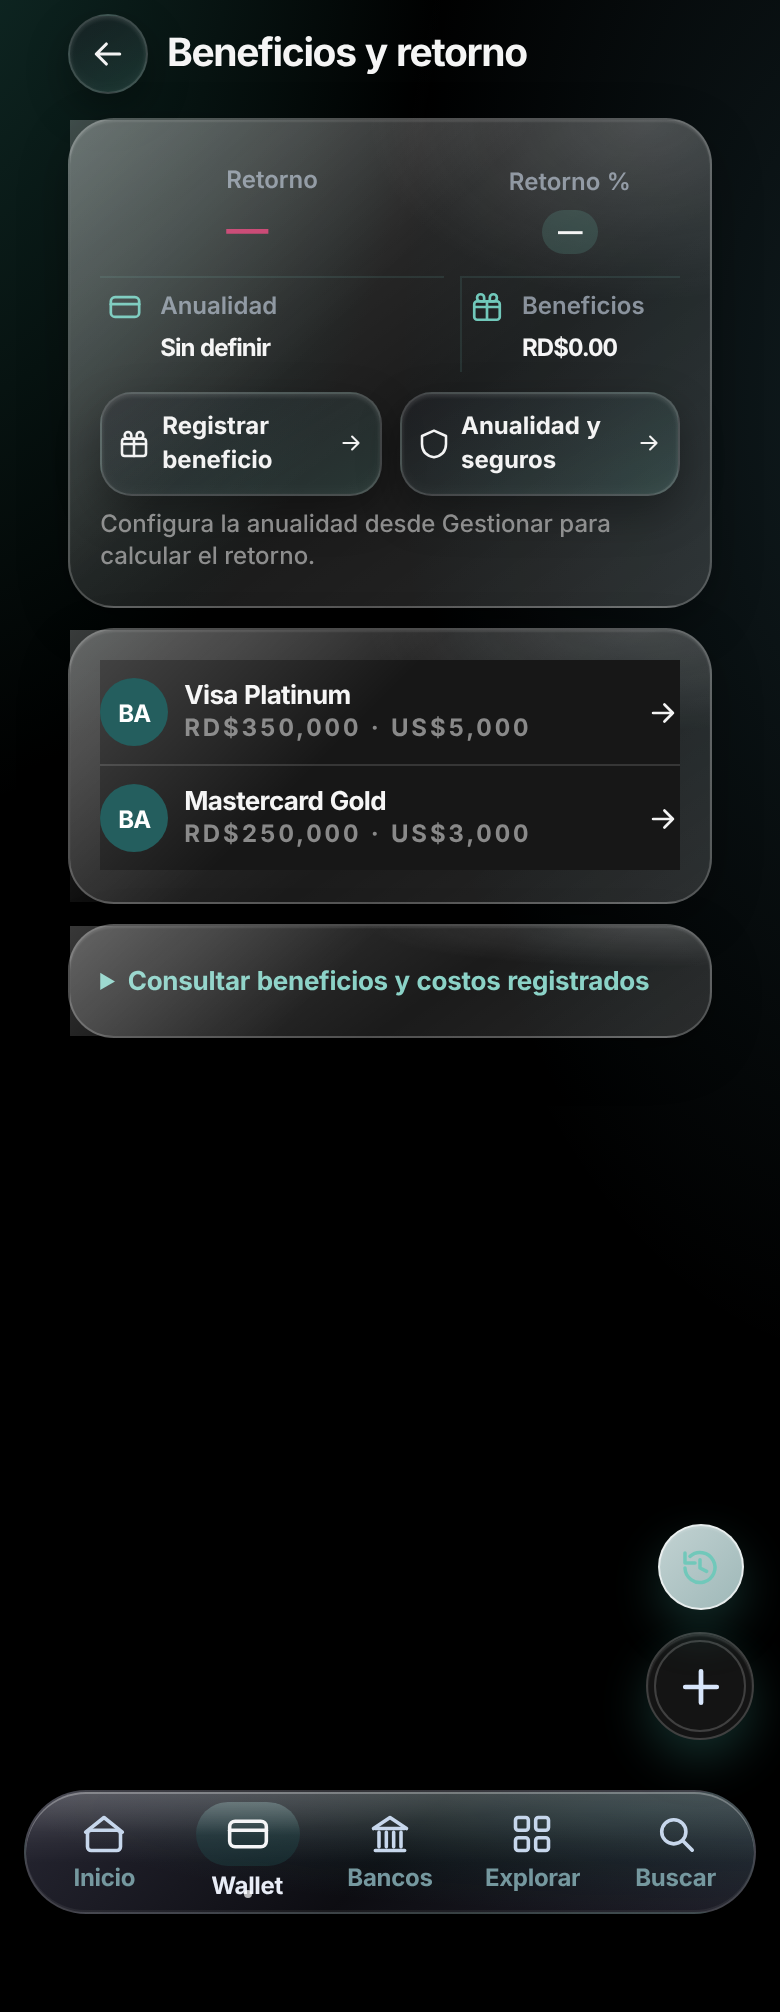 Beneficios y retorno
Retorno
Retorno %
—
—
Anualidad
Sin definir
Beneficios
RD$0.00
Registrar
beneficio
Anualidad y
seguros
Configura la anualidad desde Gestionar para
calcular el retorno.
BA
Visa Platinum
RD$350,000 · US$5,000
BA
Mastercard Gold
RD$250,000 · US$3,000
Consultar beneficios y costos registrados
Inicio
Wallet
Bancos
Explorar
Buscar